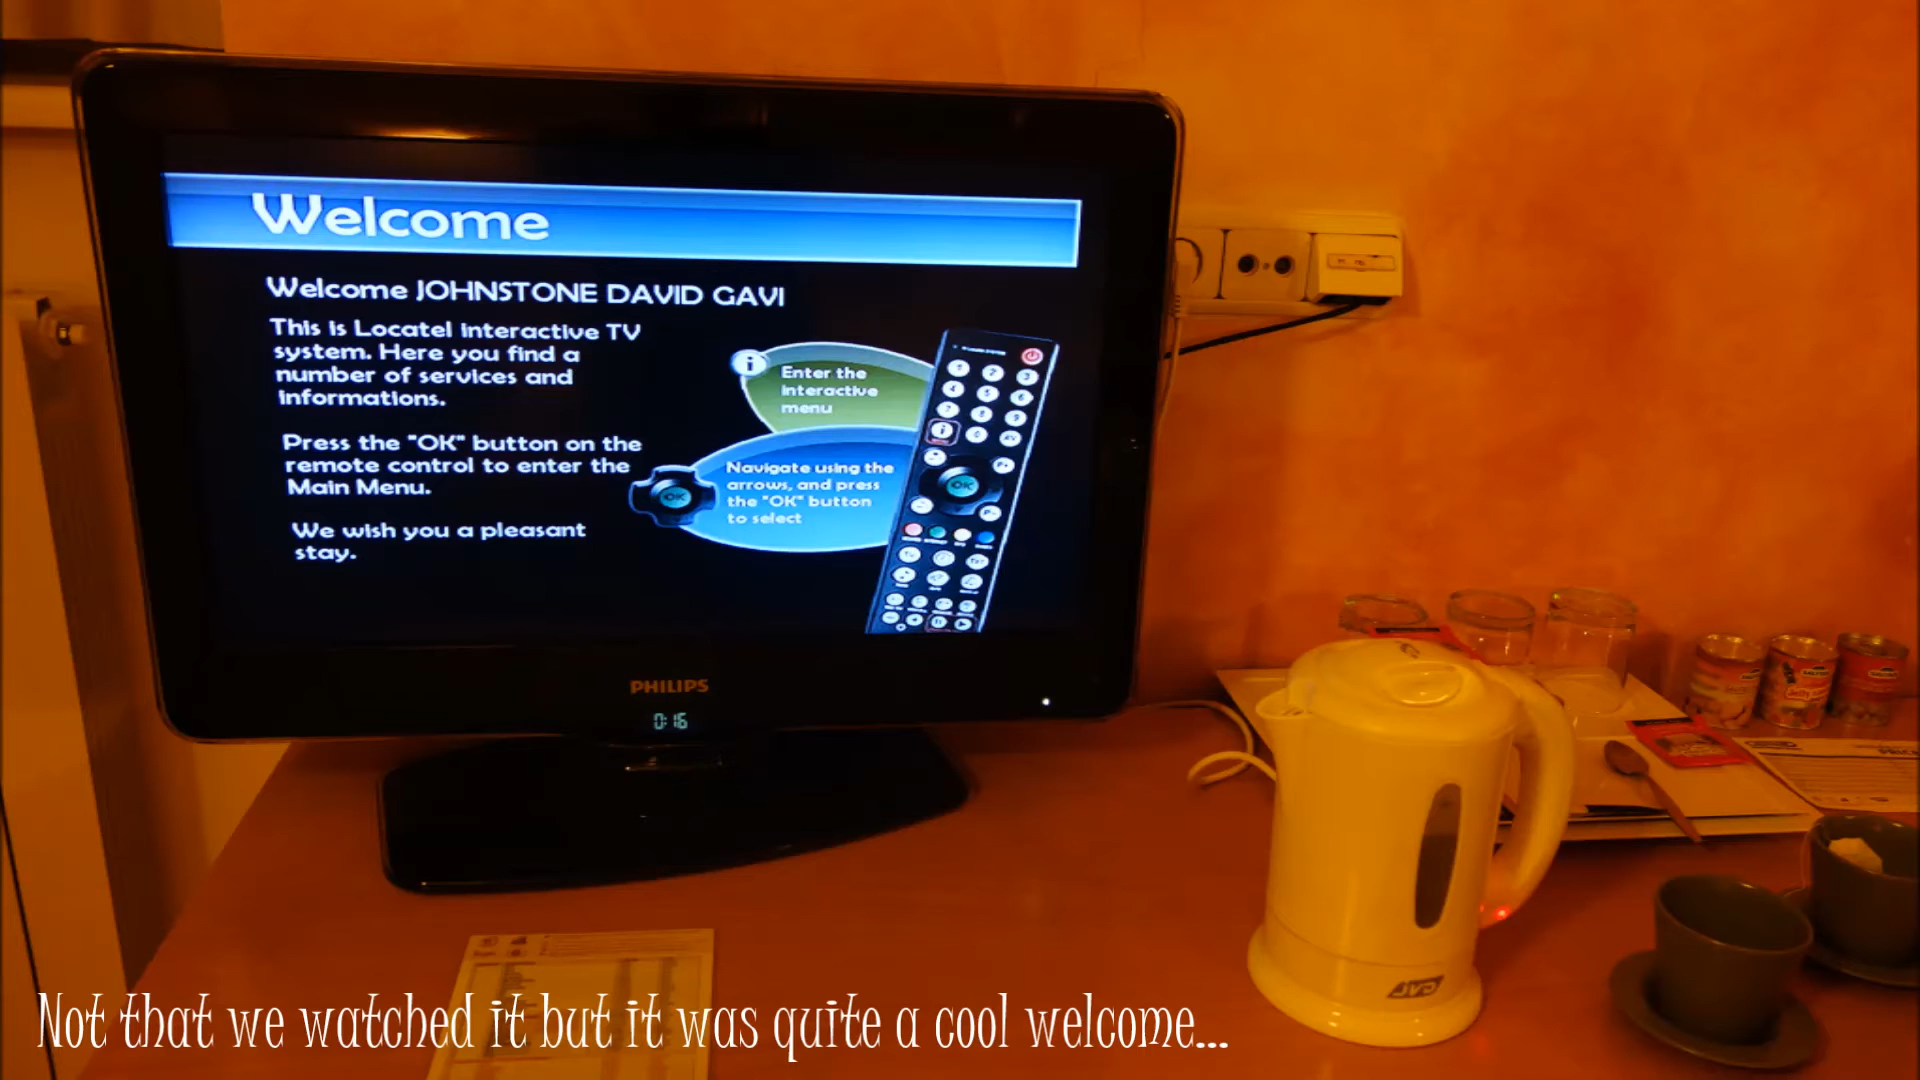 Welcome
Welcome JOHNSTONE DAVID GAVI
This is Locatel interactive TV
system. Here you find a
number of services and
informations.
Press the "OK" button on the
remote control to enter the
Main Menu.
We wish you a pleasant
stay.
Enter the
interactive
menu
Navigate using the
arrows, and press
the "OK" button
to select
OK
OK
PHILIPS
0:16
JVD
Not that we watched it but it was quite a cool welcome...